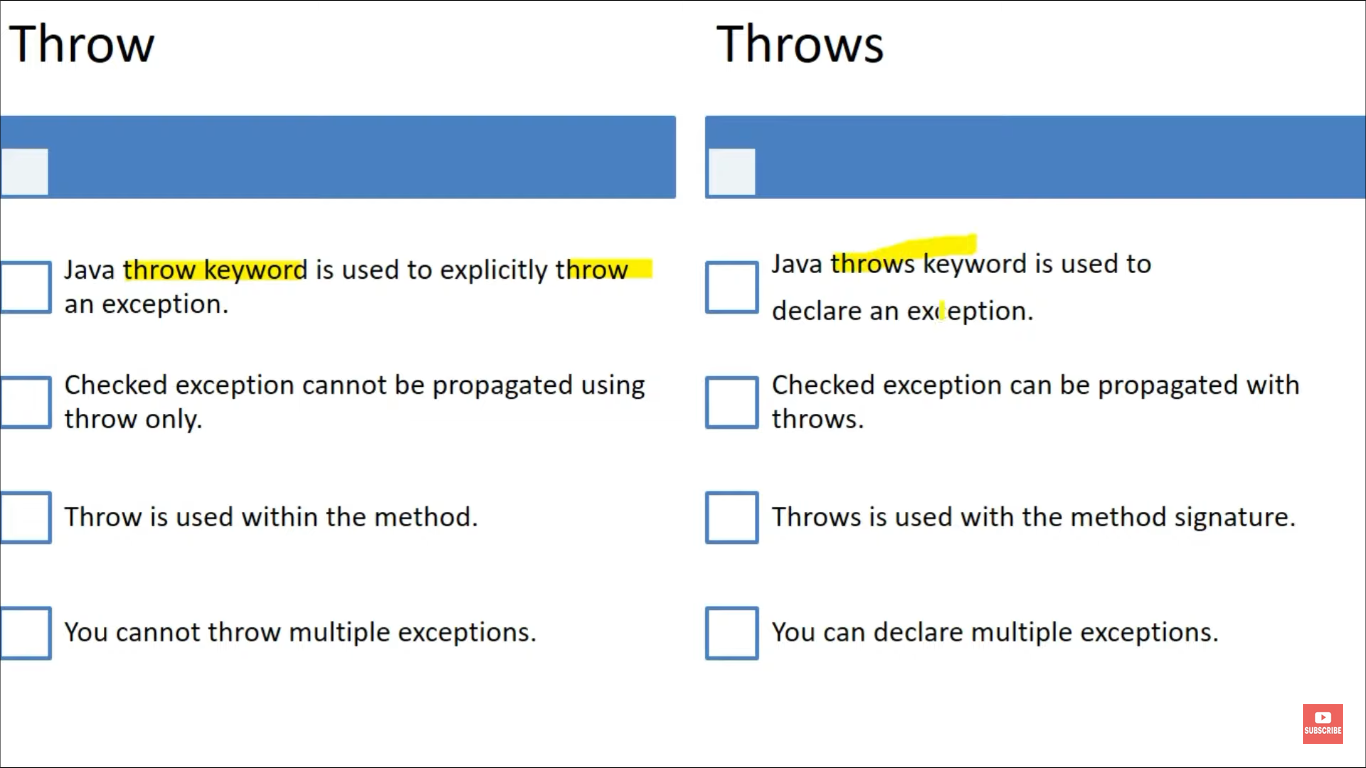 Throw
Java throw keyword is used to explicitly throw
an exception.
Checked exception cannot be propagated using
throw only.
Throw is used within the method.
You cannot throw multiple exceptions.
Throws
Java throws keyword is used to
declare an exception.
Checked exception can be propagated with
throws.
Throws is used with the method signature.
You can declare multiple exceptions.
SUBSCRIBE